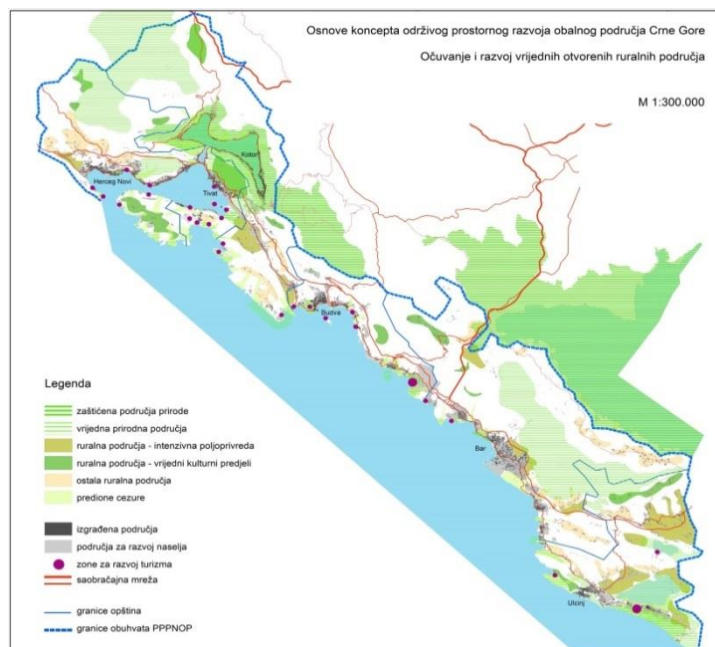 Osnove koncepta održivog prostornog razvoja obalnog područja Crne Gore
Očuvanje i razvoj vrijednih otvorenih ruralnih područja
M 1:300.000
Kotor
Herceg Novi
Tivat
Budva
Bar
Ulcinj
Legenda
zaštićena područja prirode
vrijedna prirodna područja
ruralna područja - intenzivna poljoprivreda
ruralna područja - vrijedni kulturni predjeli
ostala ruralna područja
predione cezure
izgrađena područja
područja za razvoj naselja
zone za razvoj turizma
saobraćajna mreža
granice opština
granice obuhvata PPPNOP